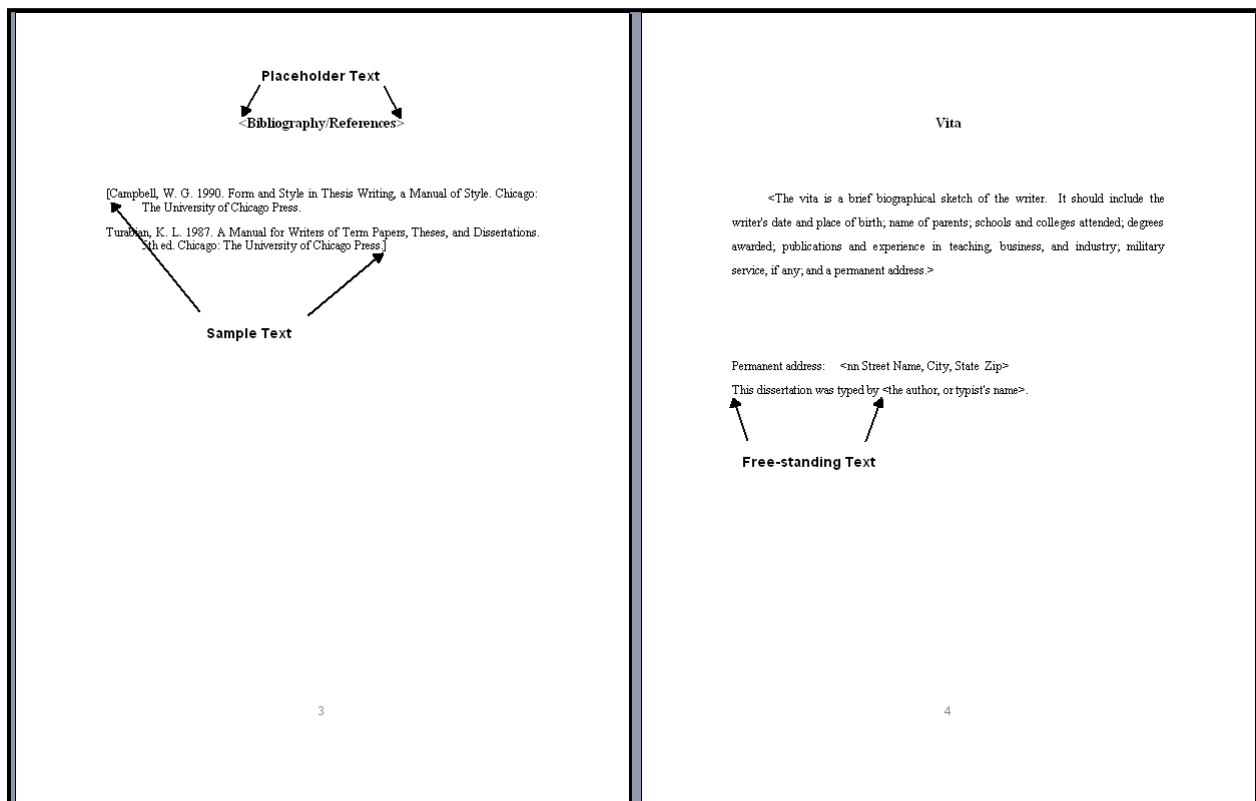 Placeholder Text
<Bibliography/References>
[Campbell, W. G. 1990. Form and Style in Thesis Writing, a Manual of Style. Chicago:
The University of Chicago Press.
Turabian, K. L. 1987. A Manual for Writers of Term Papers, Theses, and Dissertations.
5th ed. Chicago: The University of Chicago Press.]
Sample Text
3
Vita
<The vita is a brief biographical sketch of the writer. It should include the
writer's date and place of birth; name of parents; schools and colleges attended; degrees
awarded; publications and experience in teaching, business, and industry; military
service, if any; and a permanent address.>
Permanent address: <nn Street Name, City, State Zip>
This dissertation was typed by <the author, or typist's name>.
Free-standing Text
4